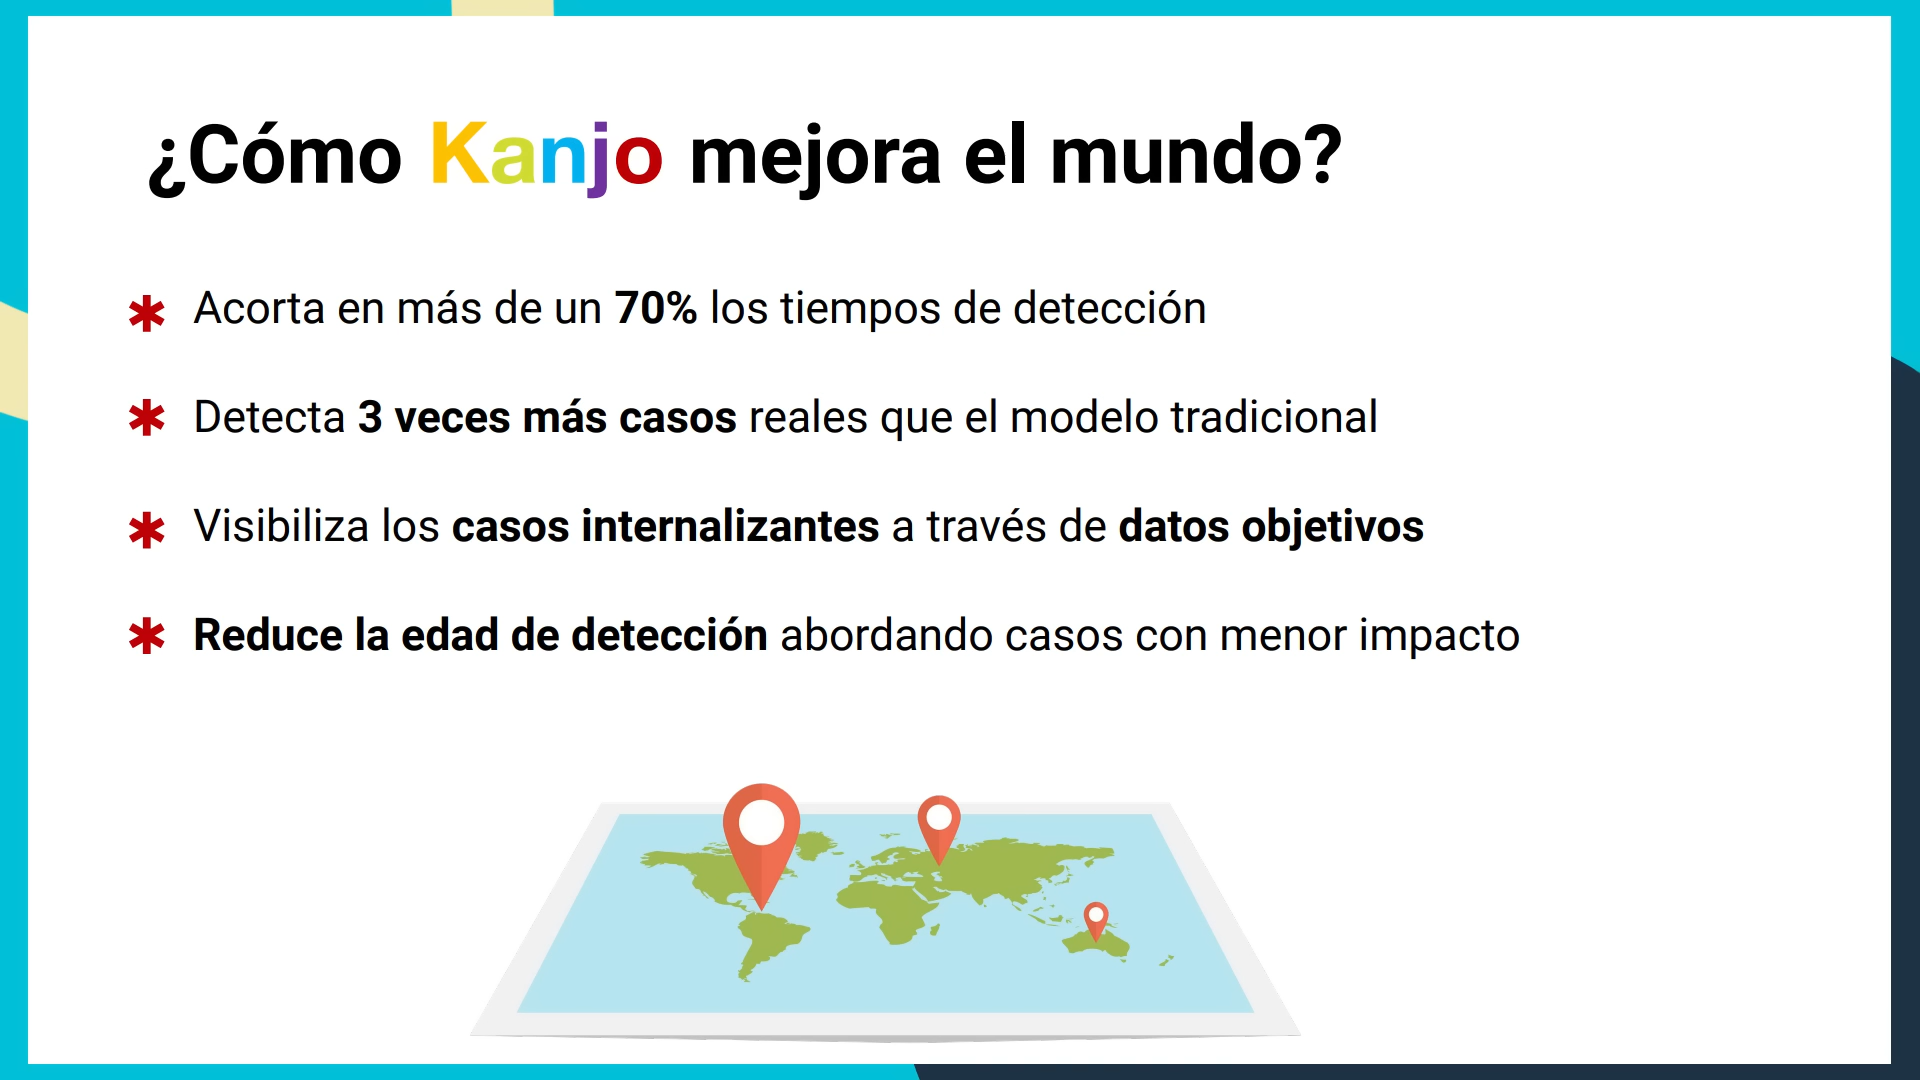 ¿Cómo Kanjo mejora el mundo?
* Acorta en más de un 70% los tiempos de detección
* Detecta 3 veces más casos reales que el modelo tradicional
* Visibiliza los casos internalizantes a través de datos objetivos
* Reduce la edad de detección abordando casos con menor impacto